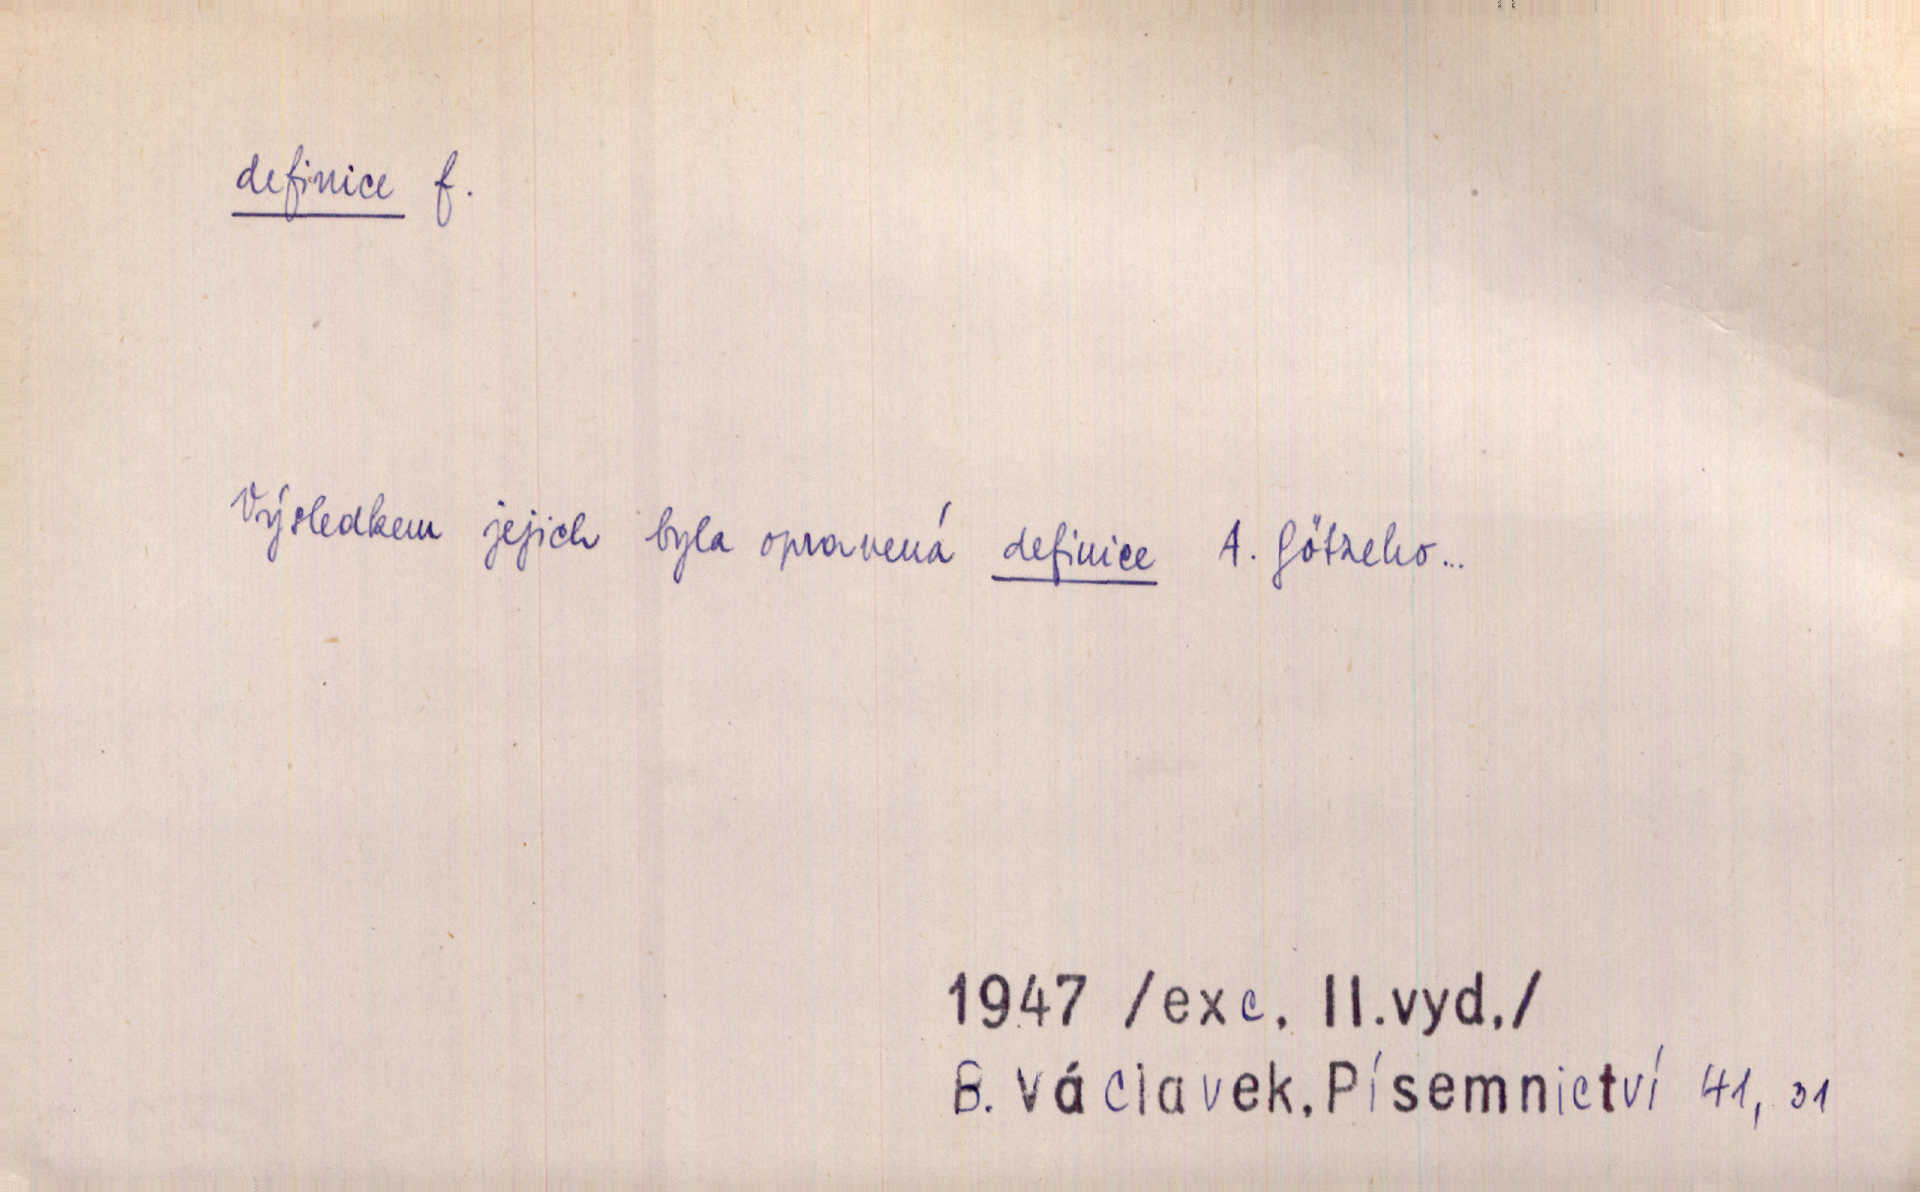 definice f.
Výsledkem jejich byla opravená definice A. Götzeho...
1947 /exc. II.vyd./
B. Václavek, Písemnictví 41, 31